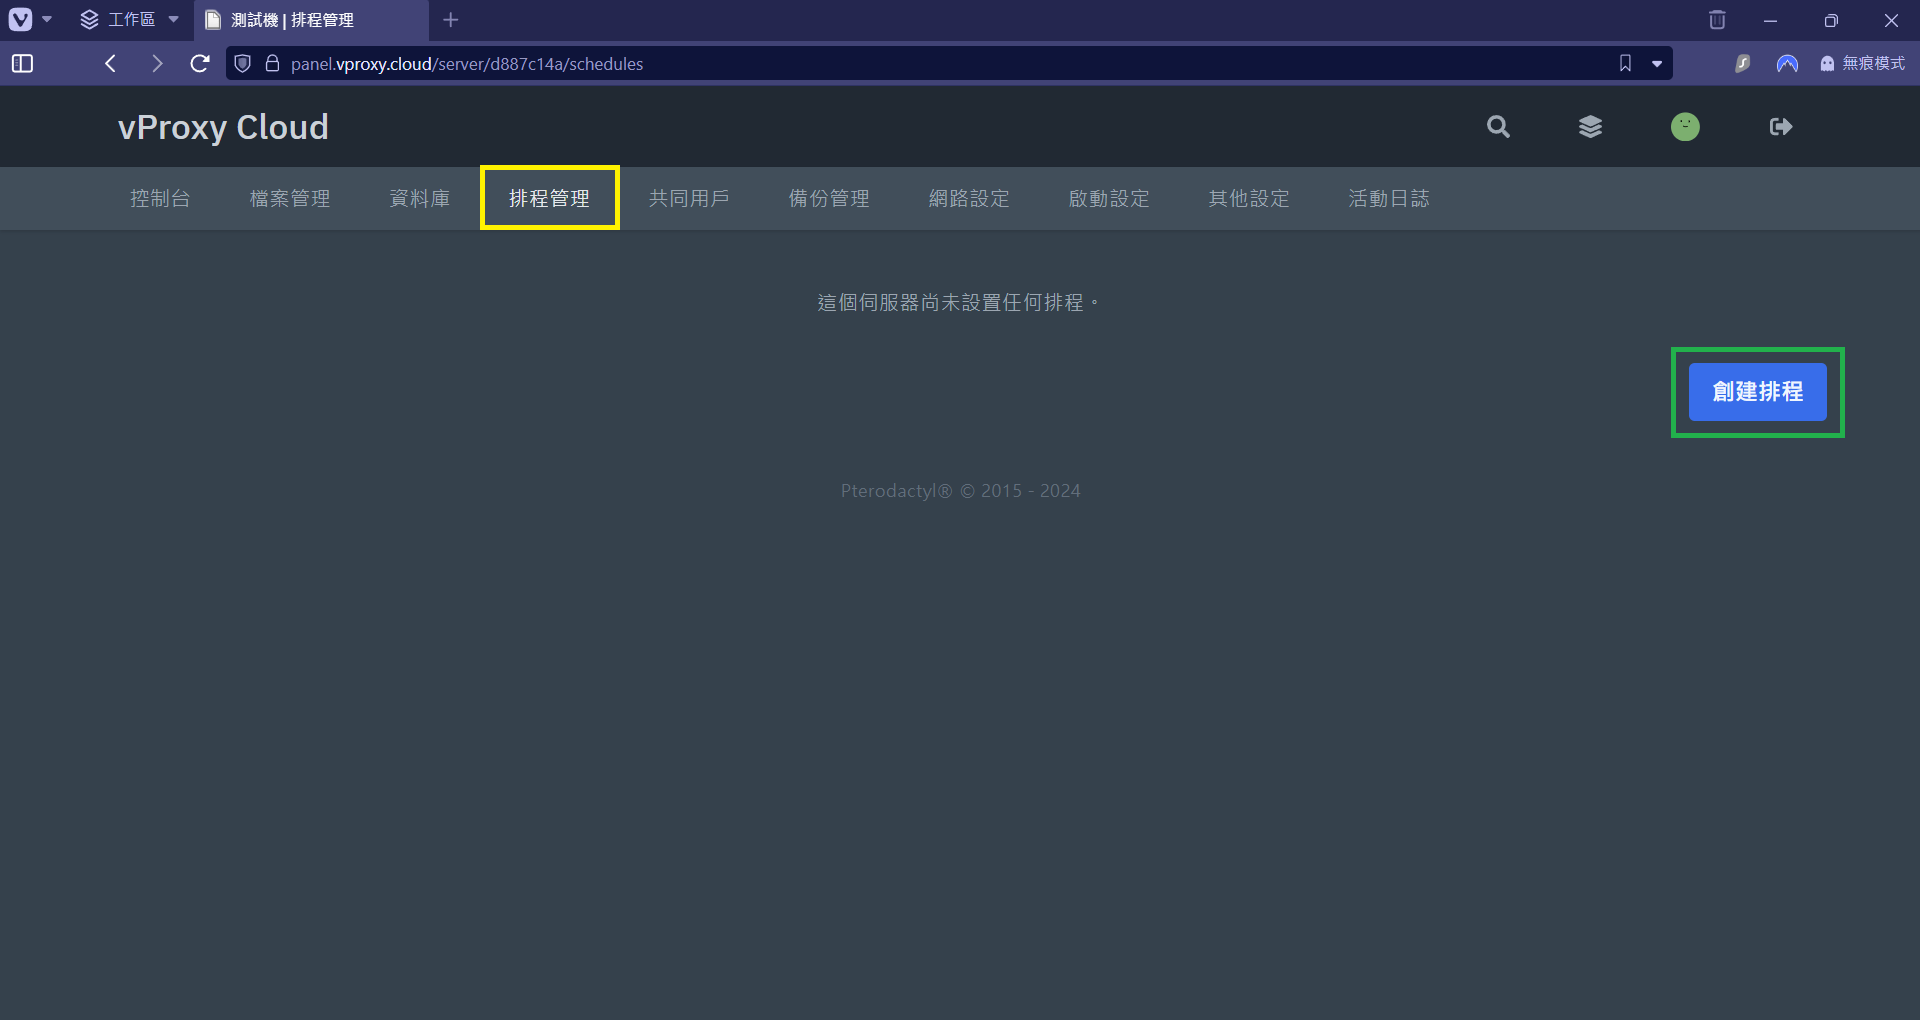 工作區
測試機 | 排程管理
panel.vproxy.cloud/server/d887c14a/schedules
無痕模式
vProxy Cloud
控制台 檔案管理 資料庫 排程管理 共同用戶 備份管理 網路設定 啟動設定 其他設定 活動日誌
這個伺服器尚未設置任何排程。
創建排程
Pterodactyl® © 2015 - 2024